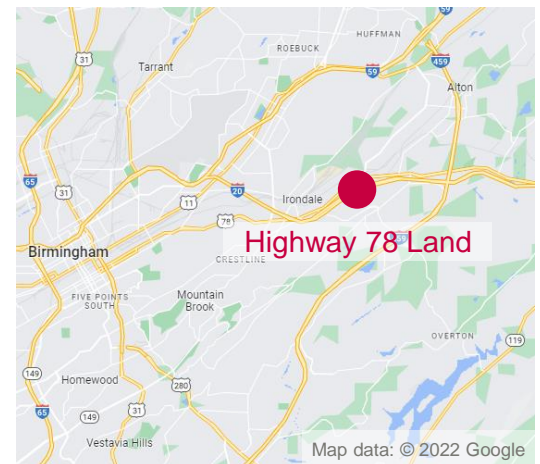 59
HUFFMAN
ROEBUCK
31
Tarrant
459
59
Alton
65
31
20
11
Irondale
78
Highway 78 Land
Birmingham
CRESTLINE
FIVE POINTS
SOUTH
Mountain
Brook
OVERTON
119
149
Homewood
280
31
65
149
Vestavia Hills
Map data: © 2022 Google